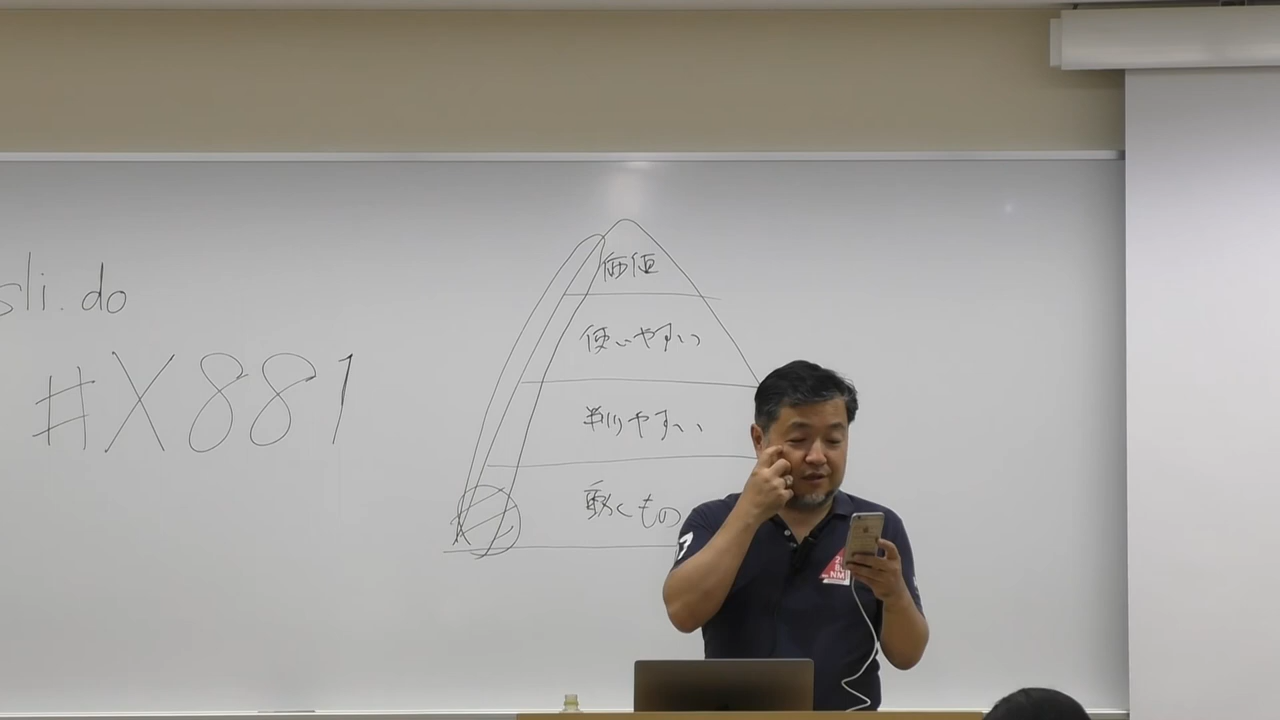 sli.do
#X881
価値
使いやすい
判りやすい
動くもの